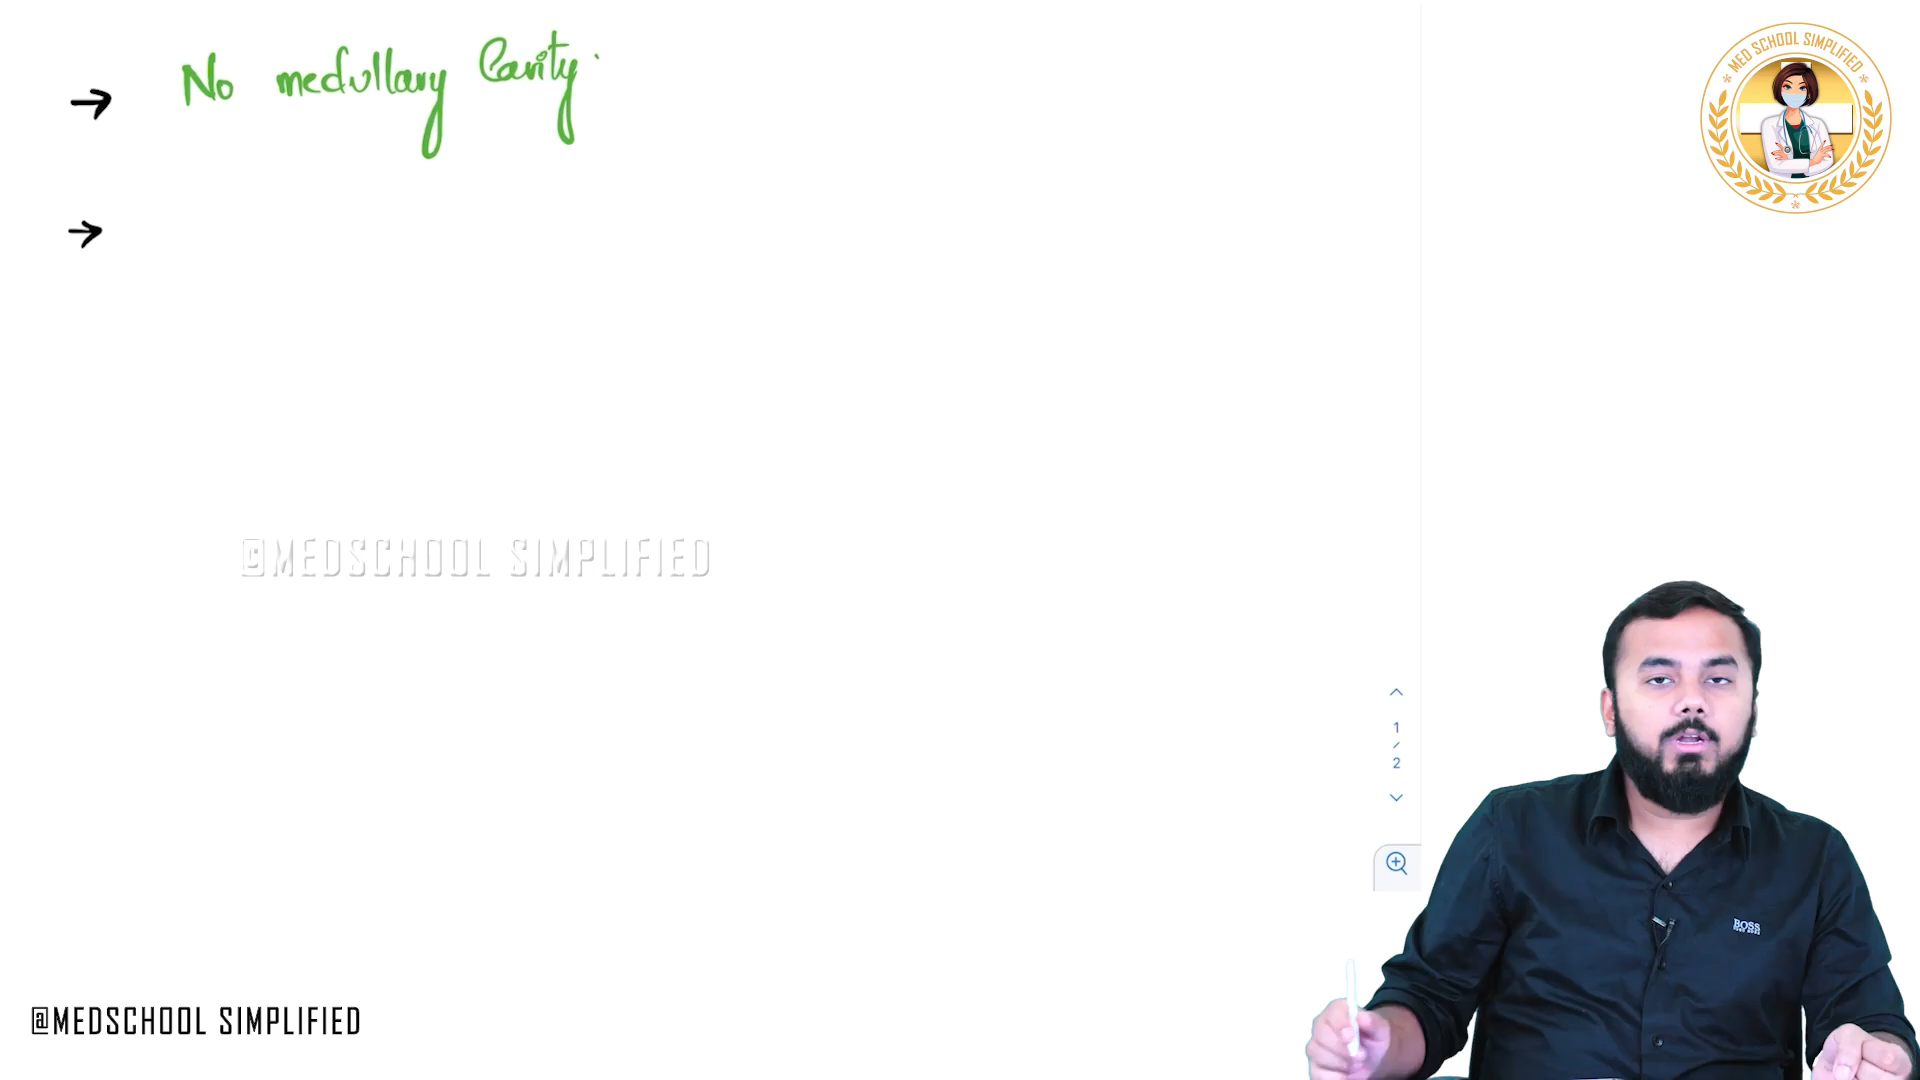 → No medullary Cavity.
→
MED SCHOOL SIMPLIFIED
@MEDSCHOOL SIMPLIFIED
1
/
2
BOSS
@MEDSCHOOL SIMPLIFIED